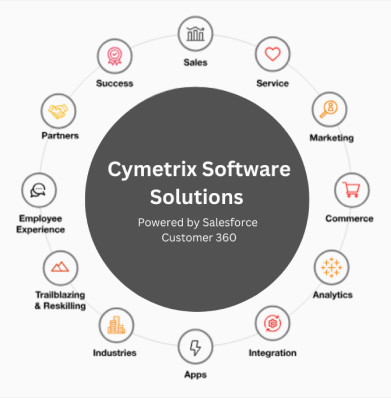 Sales
Service
Marketing
Commerce
Analytics
Integration
Apps
Industries
Trailblazing
& Reskilling
Employee
Experience
Partners
Success
Cymetrix Software
Solutions
Powered by Salesforce
Customer 360